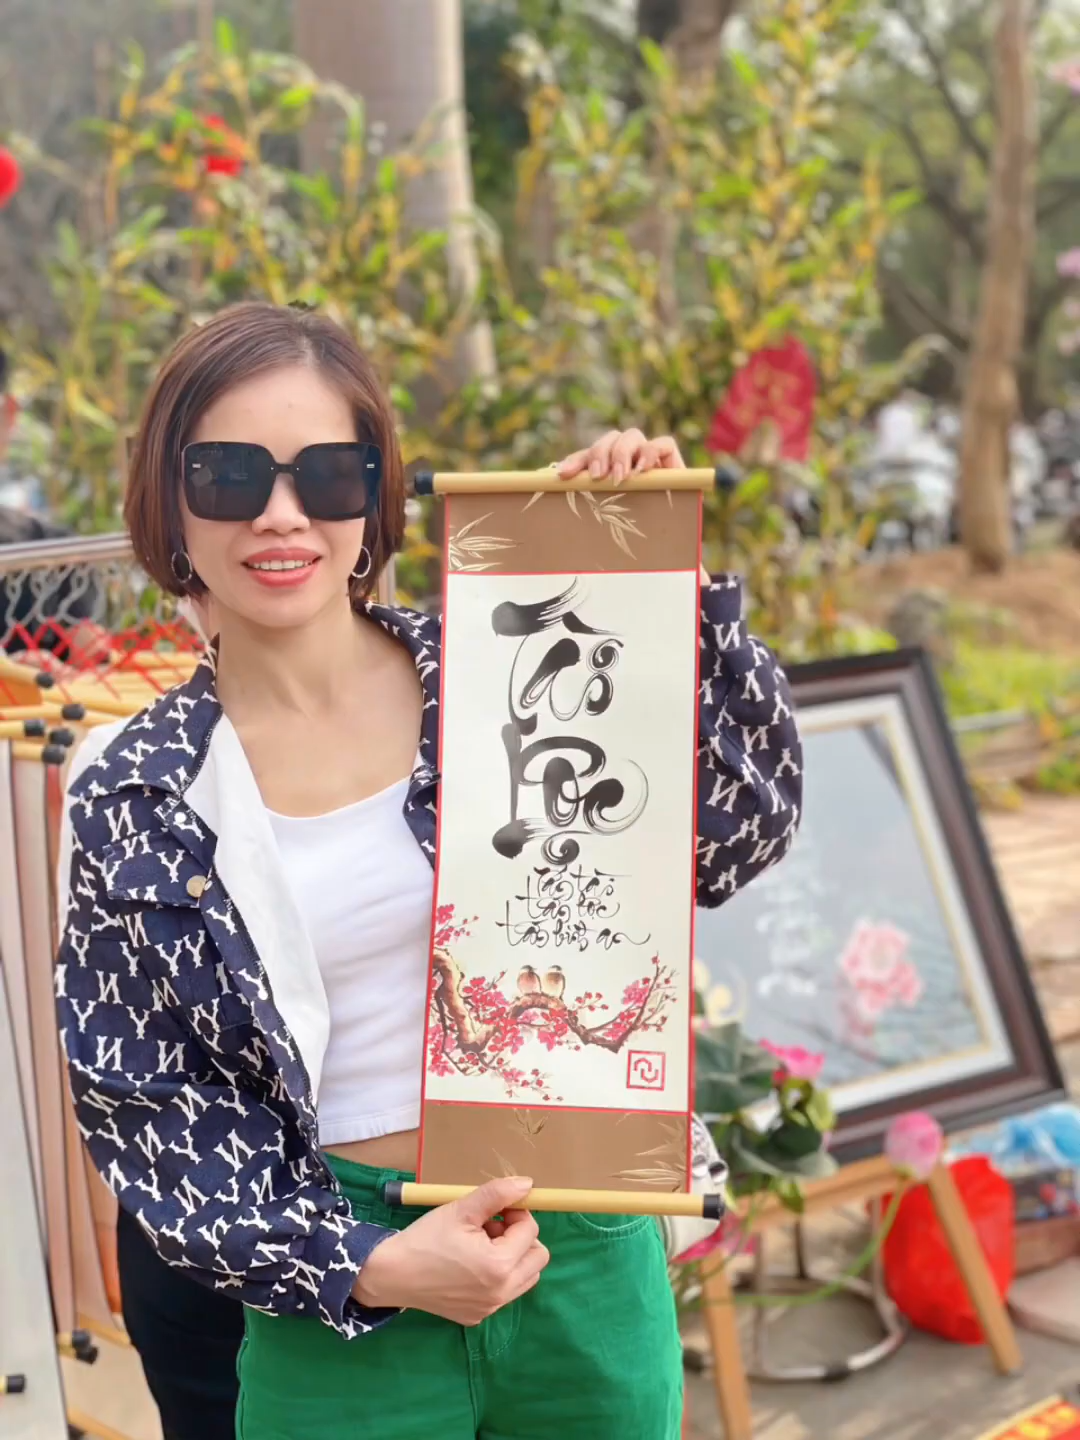 Tài
Lộc
Tấn tài
tấn lộc
tấn bình an